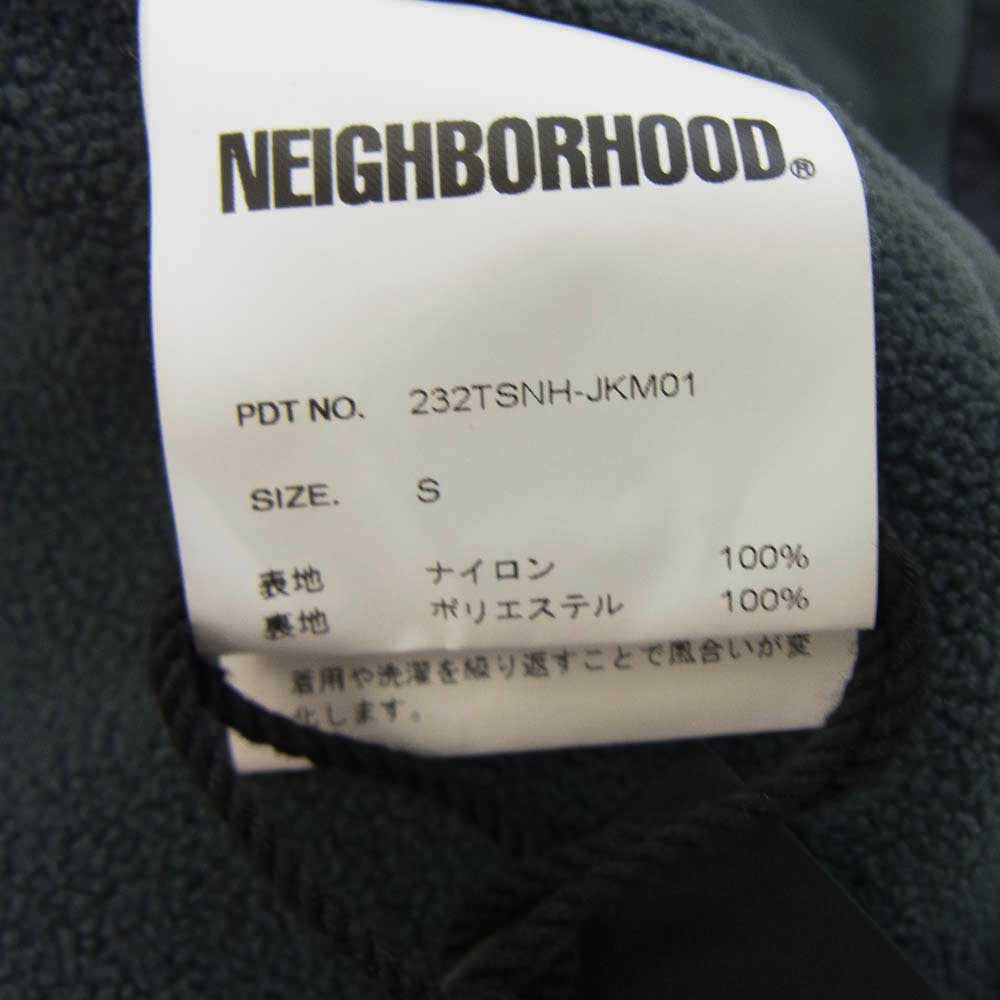 NEIGHBORHOOD®
PDT NO. 232TSNH-JKM01
SIZE. S
表地 ナイロン 100%
裏地 ポリエステル 100%
着用や洗濯を繰り返すことで風合いが変
化します。